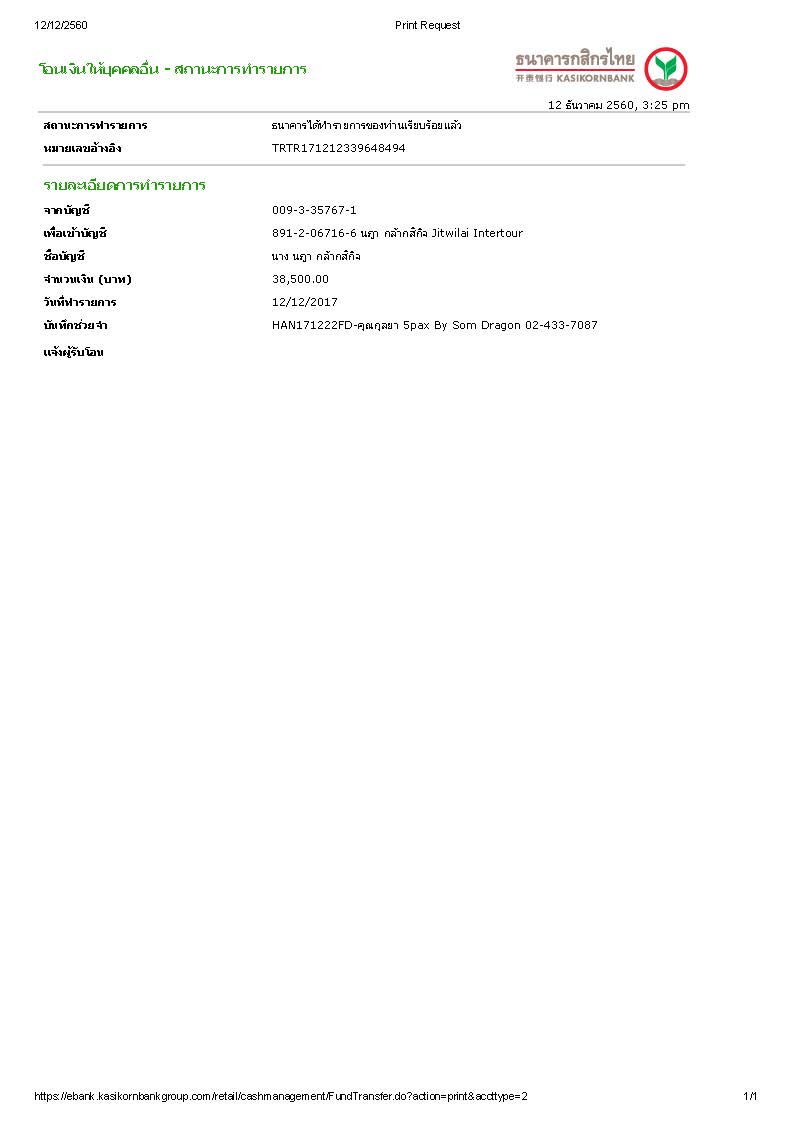 12/12/2560 Print Request
โอนเงินให้บุคคลอื่น - สถานะการทำรายการ
ธนาคารกสิกรไทย
开泰银行 KASIKORNBANK
12 ธันวาคม 2560, 3:25 pm
สถานะการทำรายการ ธนาคารได้ทำรายการของท่านเรียบร้อยแล้ว
หมายเลขอ้างอิง TRTR171212339648494
รายละเอียดการทำรายการ
จากบัญชี 009-3-35767-1
เพื่อเข้าบัญชี 891-2-06716-6 นฎา กล้ากสิกิจ Jitwilai Intertour
ชื่อบัญชี นาง นฎา กล้ากสิกิจ
จำนวนเงิน (บาท) 38,500.00
วันที่ทำรายการ 12/12/2017
บันทึกช่วยจำ HAN171222FD-คุณกุลยา 5pax By Som Dragon 02-433-7087
แจ้งผู้รับโอน
https://ebank.kasikornbankgroup.com/retail/cashmanagement/FundTransfer.do?action=print&accttype=2 1/1